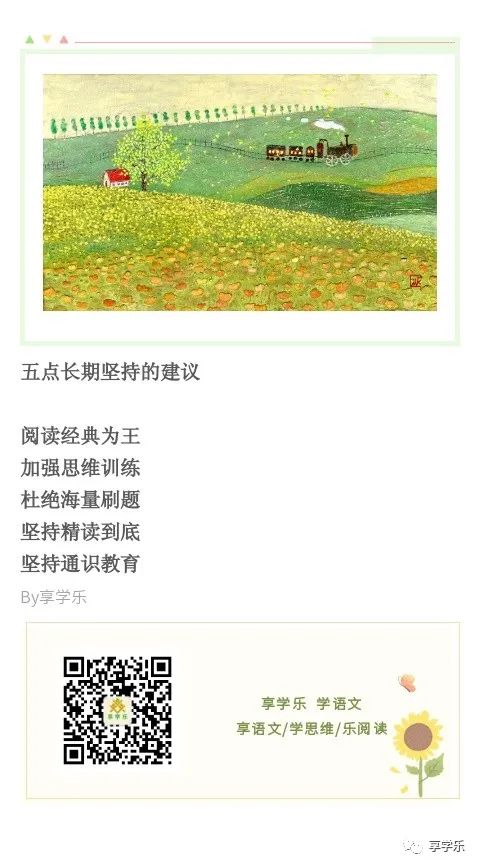 五点长期坚持的建议
阅读经典为王
加强思维训练
杜绝海量刷题
坚持精读到底
坚持通识教育
By享学乐
享学乐
享学乐 学语文
享语文/学思维/乐阅读
享学乐